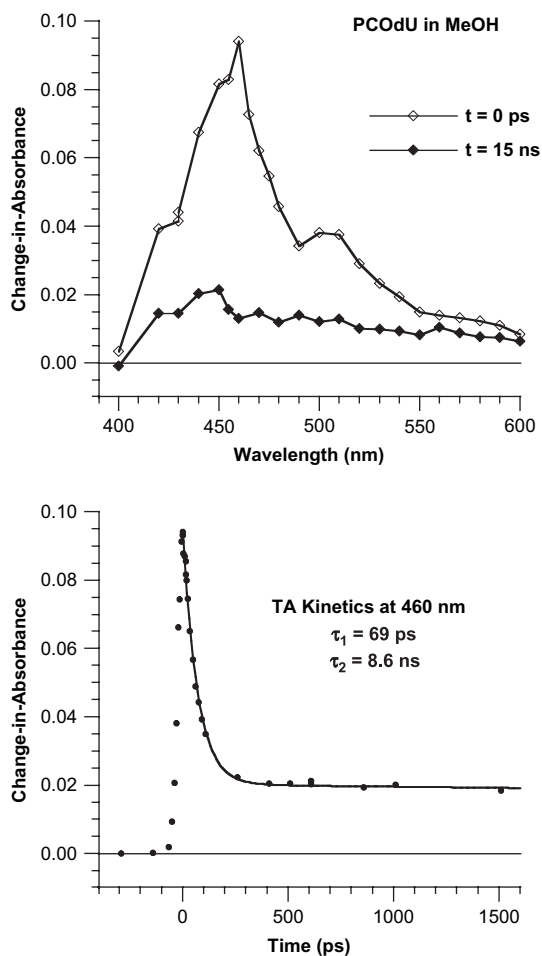 PCOdU in MeOH
t = 0 ps
t = 15 ns
Change-in-Absorbance
0.10
0.08
0.06
0.04
0.02
0.00
400
450
500
550
600
Wavelength (nm)
TA Kinetics at 460 nm
τ1 = 69 ps
τ2 = 8.6 ns
Change-in-Absorbance
0.10
0.08
0.06
0.04
0.02
0.00
0
500
1000
1500
Time (ps)